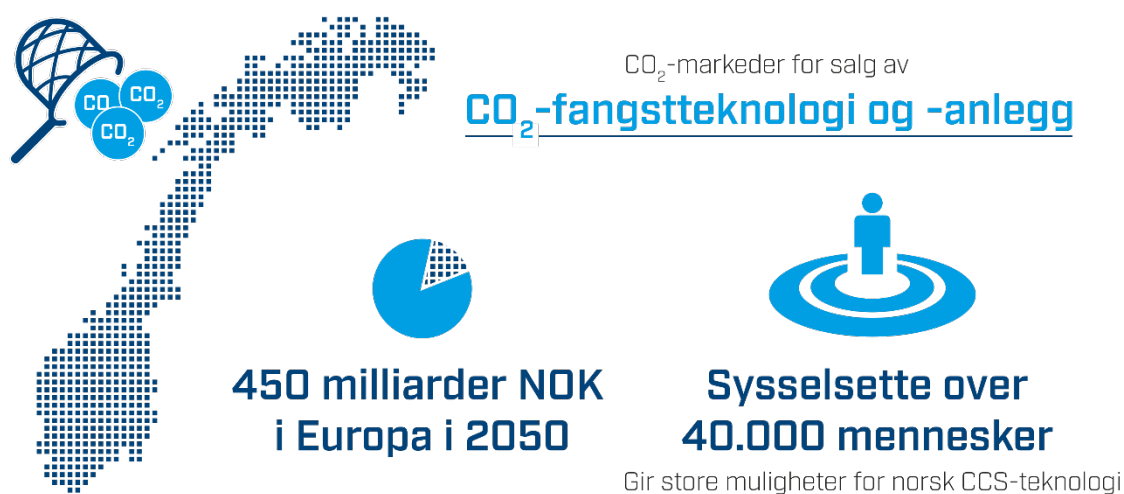 CO
CO₂
CO₂
CO₂-markeder for salg av
CO₂-fangstteknologi og -anlegg
450 milliarder NOK
i Europa i 2050
Sysselsette over
40.000 mennesker
Gir store muligheter for norsk CCS-teknologi